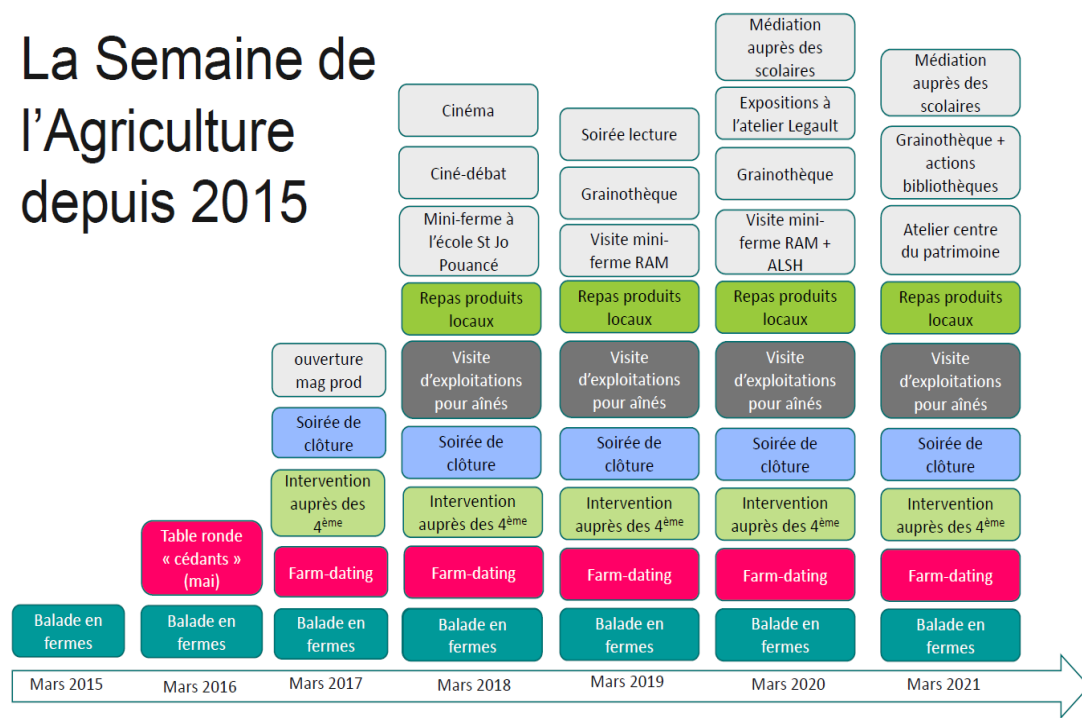 La Semaine de
l'Agriculture
depuis 2015
Balade en
fermes
Mars 2015
Table ronde
« cédants »
(mai)
Balade en
fermes
Mars 2016
ouverture
mag prod
Soirée de
clôture
Intervention
auprès des
4ème
Farm-dating
Balade en
fermes
Mars 2017
Cinéma
Ciné-débat
Mini-ferme à
l'école St Jo
Pouancé
Repas produits
locaux
Visite
d'exploitations
pour aînés
Soirée de
clôture
Intervention
auprès des 4ème
Farm-dating
Balade en
fermes
Mars 2018
Soirée lecture
Grainothèque
Visite mini-
ferme RAM
Repas produits
locaux
Visite
d'exploitations
pour aînés
Soirée de
clôture
Intervention
auprès des 4ème
Farm-dating
Balade en
fermes
Mars 2019
Médiation
auprès des
scolaires
Expositions à
l'atelier Legault
Grainothèque
Visite mini-
ferme RAM +
ALSH
Repas produits
locaux
Visite
d'exploitations
pour aînés
Soirée de
clôture
Intervention
auprès des 4ème
Farm-dating
Balade en
fermes
Mars 2020
Médiation
auprès des
scolaires
Grainothèque +
actions
bibliothèques
Atelier centre
du patrimoine
Repas produits
locaux
Visite
d'exploitations
pour aînés
Soirée de
clôture
Intervention
auprès des 4ème
Farm-dating
Balade en
fermes
Mars 2021